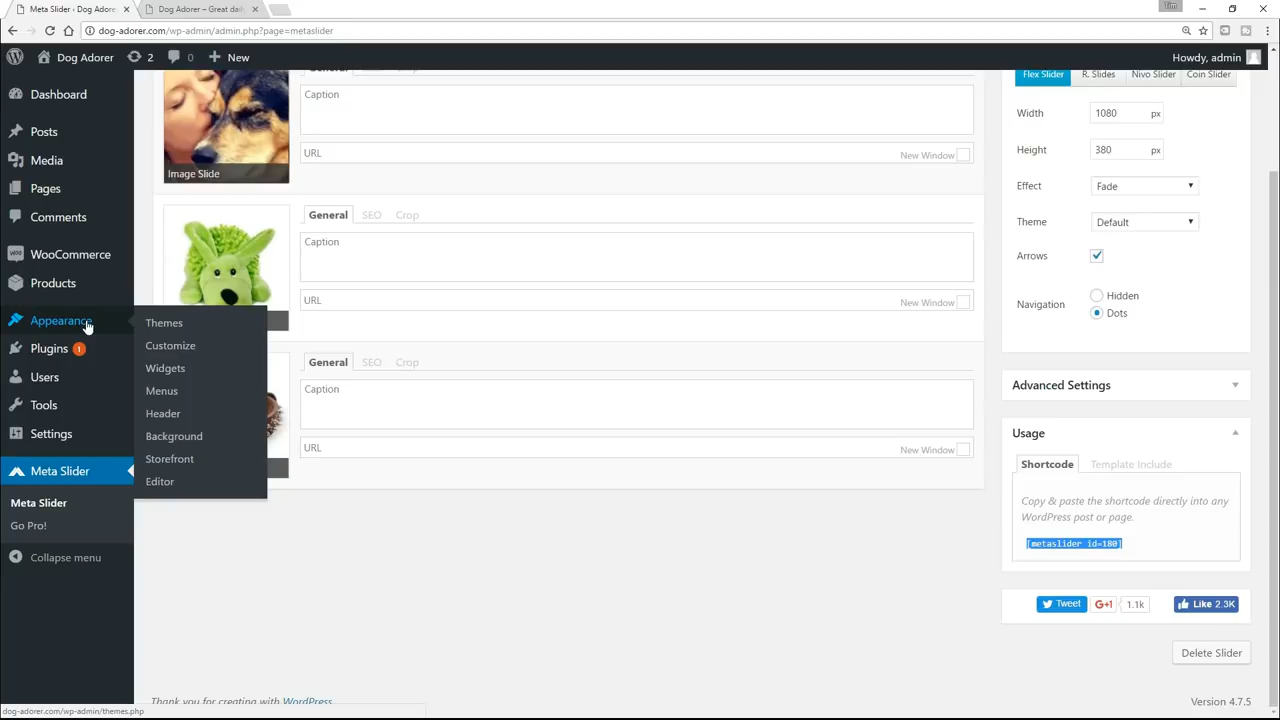 Meta Slider › Dog Adore
Dog Adorer – Great dail
Tim
dog-adorer.com/wp-admin/admin.php?page=metaslider
Dog Adorer
2
0
New
Howdy, admin
Dashboard
Posts
Media
Pages
Comments
WooCommerce
Products
Appearance
Plugins 1
Users
Tools
Settings
Meta Slider
Meta Slider
Go Pro!
Collapse menu
Themes
Customize
Widgets
Menus
Header
Background
Storefront
Editor
General
Crop
Caption
URL
New Window
Image Slide
General SEO Crop
Caption
URL
New Window
General SEO Crop
Caption
URL
New Window
Flex Slider R. Slides Nivo Slider Coin Slider
Width 1080 px
Height 380 px
Effect Fade
Theme Default
Arrows
Navigation Hidden
Dots
Advanced Settings
Usage
Shortcode Template Include
Copy & paste the shortcode directly into any
WordPress post or page.
[metaslider id=180]
Tweet G+1 1.1k Like 2.3K
Delete Slider
Thank you for creating with WordPress
Version 4.7.5
dog-adorer.com/wp-admin/themes.php